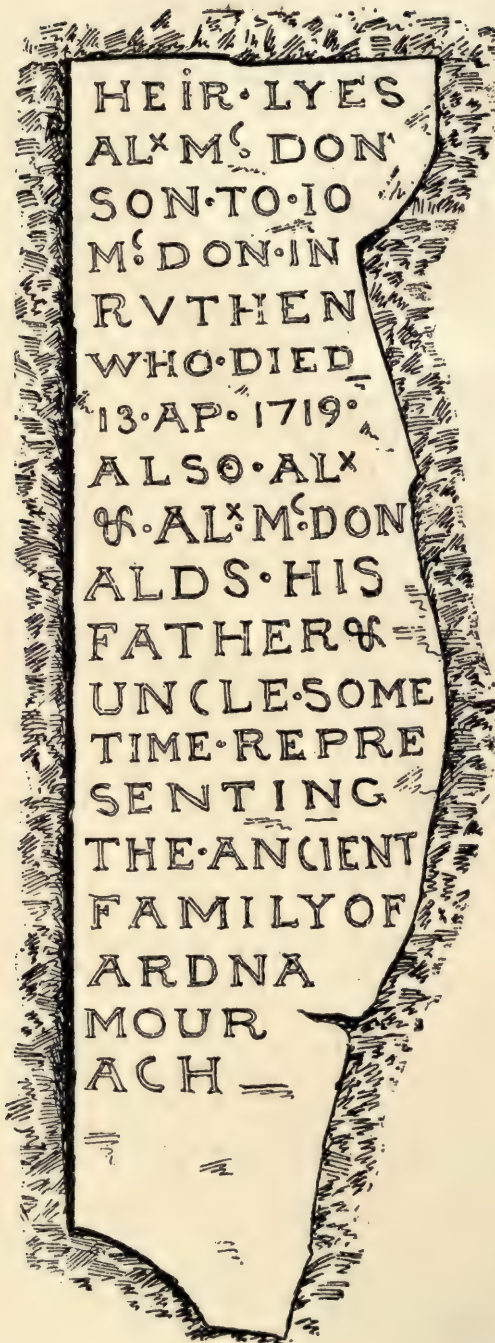 HEIR·LYES
ALˣ Mᶜ. DON'
SON·TO·IO
Mᶜ. DON·IN
RVTHEN
WHO·DIED
13·AP·1719·
ALSO·ALˣ
&·ALˣ. Mᶜ. DON
ALDS·HIS
FATHER &
UNCLE·SOME
TIME·REPRE
SENTING
THE·ANCIENT
FAMILY OF
ARDNA
MOUR
ACH